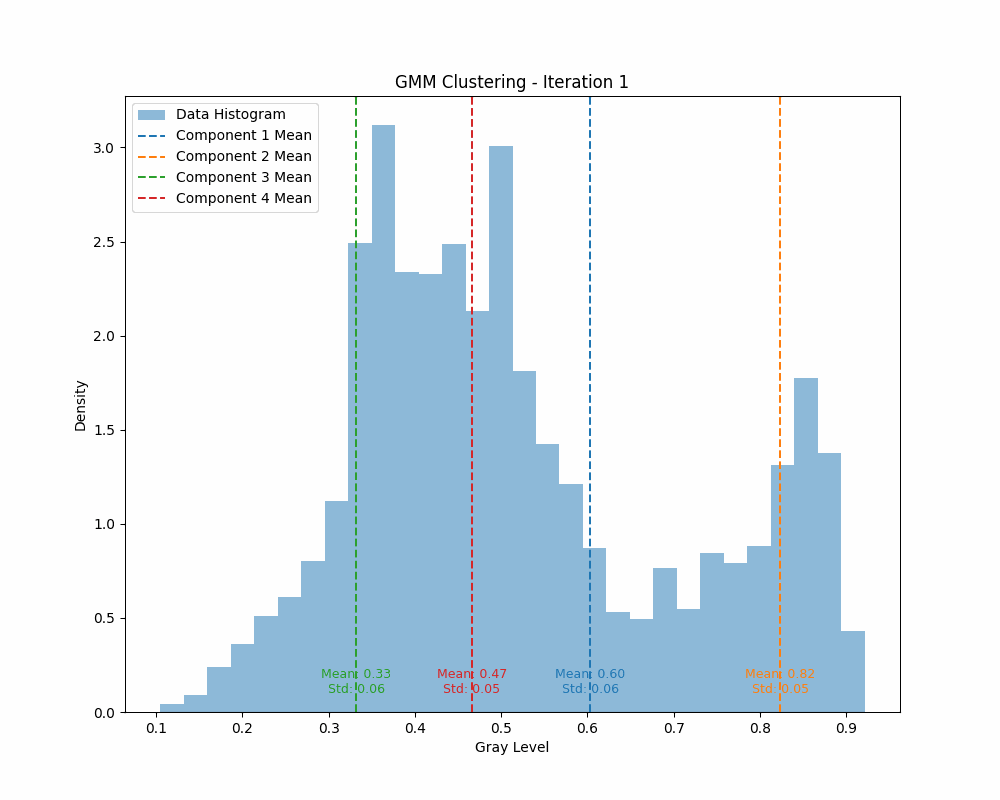 GMM Clustering - Iteration 1
Data Histogram
Component 1 Mean
Component 2 Mean
Component 3 Mean
Component 4 Mean
Density
3.0
2.5
2.0
1.5
1.0
0.5
0.0
Mean: 0.33
Std: 0.06
Mean: 0.47
Std: 0.05
Mean: 0.60
Std: 0.06
Mean: 0.82
Std: 0.05
0.1 0.2 0.3 0.4 0.5 0.6 0.7 0.8 0.9
Gray Level